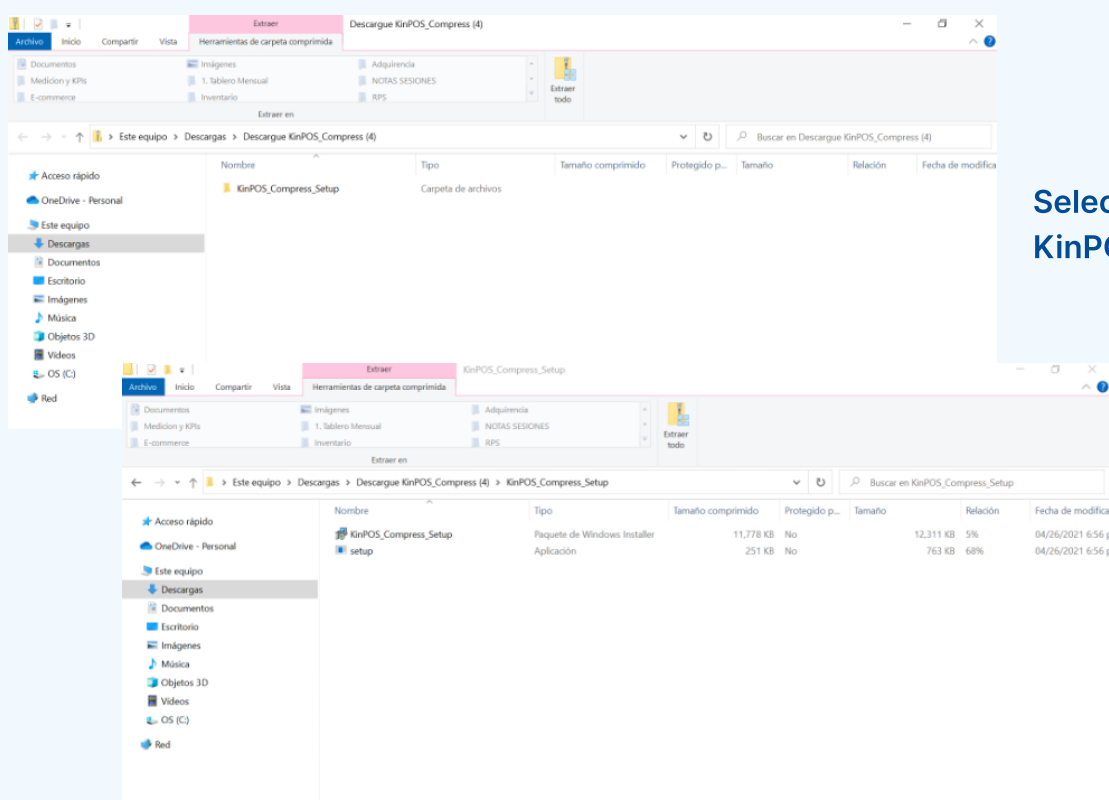 Extraer
Descargue KinPOS_Compress (4)
Archivo Inicio Compartir Vista Herramientas de carpeta comprimida
Documentos Imágenes Adquirencia
Medicion y KPIs 1. Tablero Mensual NOTAS SESIONES
E-commerce Inventario RPS
Extraer todo
Extraer en
Este equipo > Descargas > Descargue KinPOS_Compress (4)
Buscar en Descargue KinPOS_Compress (4)
Nombre Tipo Tamaño comprimido Protegido p... Tamaño Relación Fecha de modifica
KinPOS_Compress_Setup Carpeta de archivos
Acceso rápido
OneDrive - Personal
Este equipo
Descargas
Documentos
Escritorio
Imágenes
Música
Objetos 3D
Vídeos
OS (C:)
Red
Selec
KinPO
Extraer
KinPOS_Compress_Setup
Archivo Inicio Compartir Vista Herramientas de carpeta comprimida
Documentos Imágenes Adquirencia
Medicion y KPIs 1. Tablero Mensual NOTAS SESIONES
E-commerce Inventario RPS
Extraer todo
Extraer en
Este equipo > Descargas > Descargue KinPOS_Compress (4) > KinPOS_Compress_Setup
Buscar en KinPOS_Compress_Setup
Nombre Tipo Tamaño comprimido Protegido p... Tamaño Relación Fecha de modifica
KinPOS_Compress_Setup Paquete de Windows Installer 11,778 KB No 12,311 KB 5% 04/26/2021 6:56 p
setup Aplicación 251 KB No 763 KB 68% 04/26/2021 6:56 p
Acceso rápido
OneDrive - Personal
Este equipo
Descargas
Documentos
Escritorio
Imágenes
Música
Objetos 3D
Vídeos
OS (C:)
Red